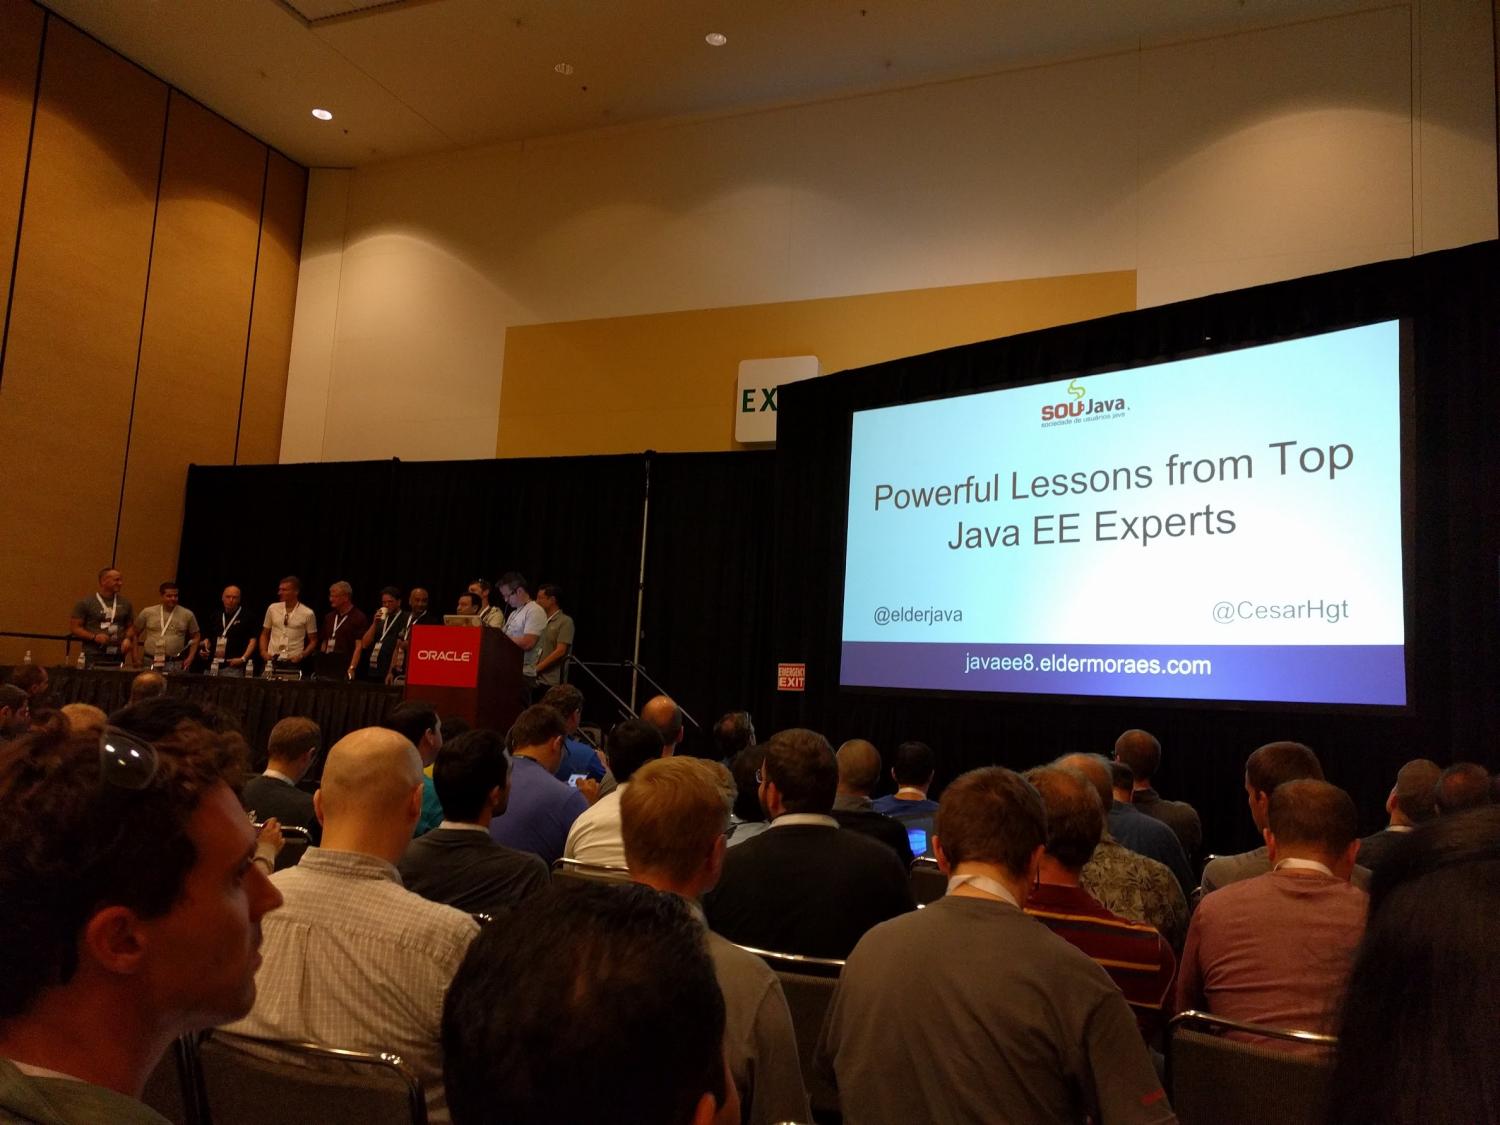 EX
SOUJava
sociedade de usuários java
Powerful Lessons from Top
Java EE Experts
@elderjava
@CesarHgt
javaee8.eldermoraes.com
ORACLE
EMERGENCY
EXIT